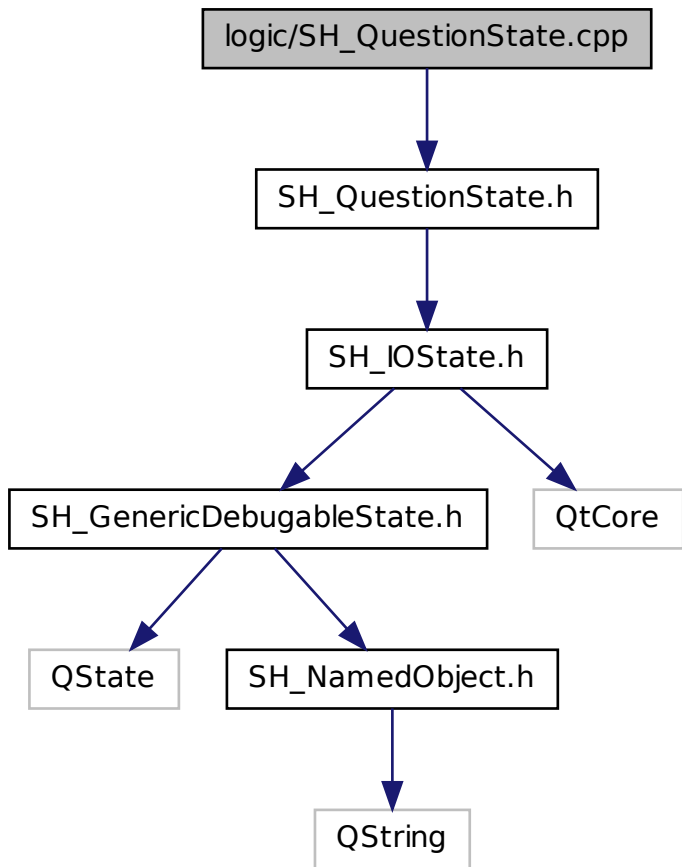 logic/SH_QuestionState.cpp
SH_QuestionState.h
SH_IOState.h
SH_GenericDebugableState.h
QtCore
QState
SH_NamedObject.h
QString